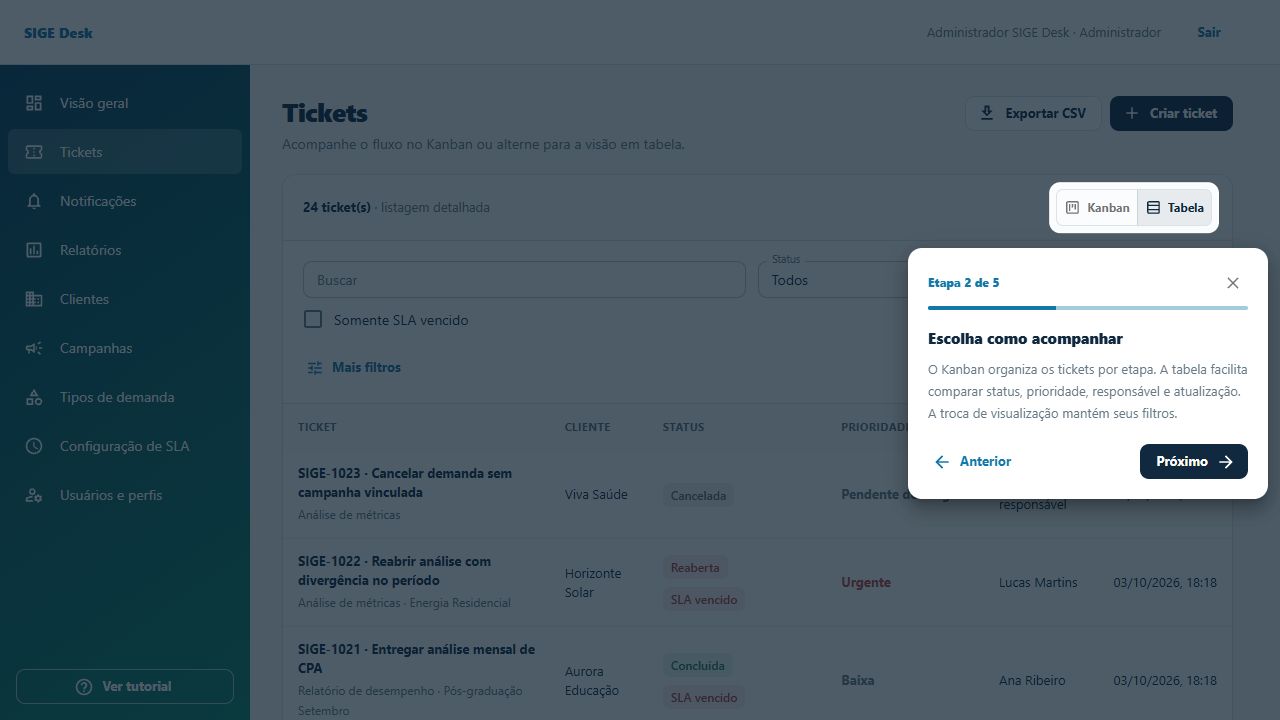 SIGE Desk
Administrador SIGE Desk · Administrador
Sair
Visão geral
Tickets
Notificações
Relatórios
Clientes
Campanhas
Tipos de demanda
Configuração de SLA
Usuários e perfis
Ver tutorial
Tickets
Acompanhe o fluxo no Kanban ou alterne para a visão em tabela.
Exportar CSV
Criar ticket
24 ticket(s) · listagem detalhada
Kanban
Tabela
Buscar
Status
Todos
Somente SLA vencido
Mais filtros
Etapa 2 de 5
Escolha como acompanhar
O Kanban organiza os tickets por etapa. A tabela facilita
comparar status, prioridade, responsável e atualização.
A troca de visualização mantém seus filtros.
Anterior
Próximo
TICKET
CLIENTE
STATUS
SIGE-1023 · Cancelar demanda sem
campanha vinculada
Análise de métricas
Viva Saúde
Cancelada
Pendente
responsável
SIGE-1022 · Reabrir análise com
divergência no período
Análise de métricas · Energia Residencial
Horizonte
Solar
Reaberta
SLA vencido
Urgente
Lucas Martins
03/10/2026, 18:18
SIGE-1021 · Entregar análise mensal de
CPA
Relatório de desempenho · Pós-graduação
Setembro
Aurora
Educação
Concluída
SLA vencido
Baixa
Ana Ribeiro
03/10/2026, 18:18